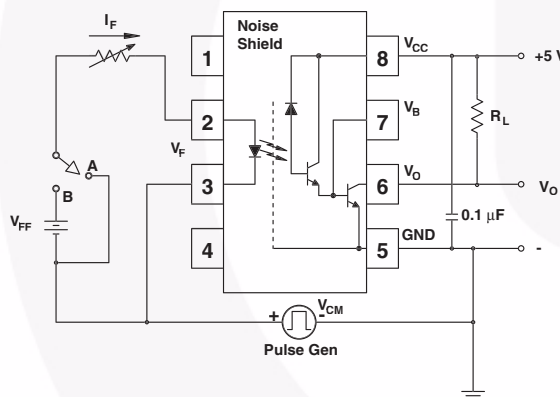 I_F
Noise
Shield
1
8
V_CC
+5 V
2
7
V_B
R_L
V_F
A
3
6
V_O
V_O
B
V_FF
0.1 μF
4
5
GND
-
+
V_CM
-
Pulse Gen